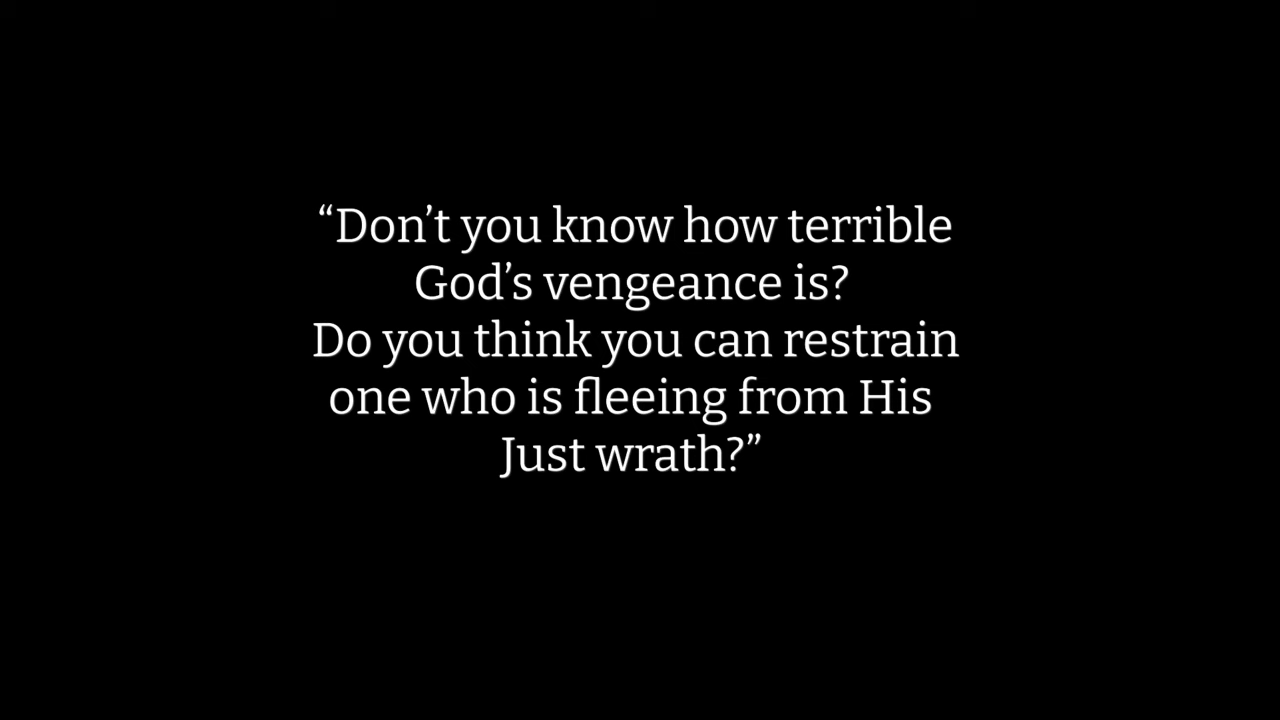 “Don’t you know how terrible
God’s vengeance is?
Do you think you can restrain
one who is fleeing from His
Just wrath?”